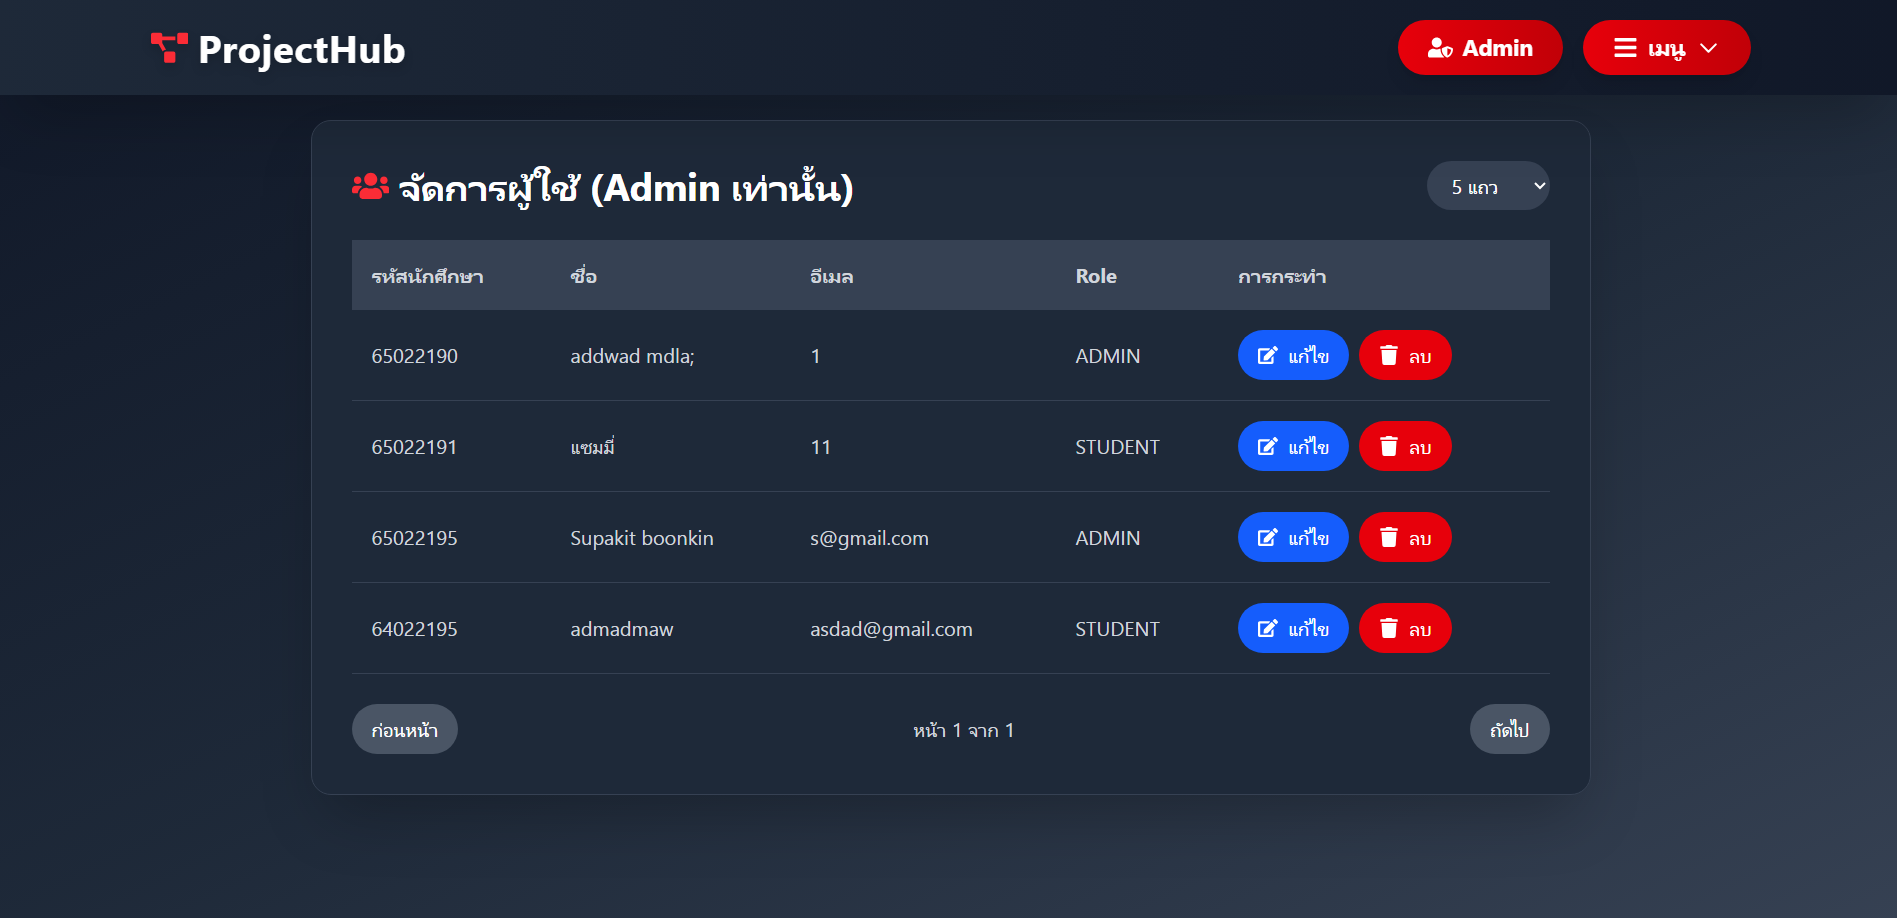 ProjectHub
Admin
เมนู
จัดการผู้ใช้ (Admin เท่านั้น)
5 แถว
รหัสนักศึกษา ชื่อ อีเมล Role การกระทำ
65022190 addwad mdla; 1 ADMIN แก้ไข ลบ
65022191 แซมมี่ 11 STUDENT แก้ไข ลบ
65022195 Supakit boonkin s@gmail.com ADMIN แก้ไข ลบ
64022195 admadmaw asdad@gmail.com STUDENT แก้ไข ลบ
ก่อนหน้า หน้า 1 จาก 1 ถัดไป